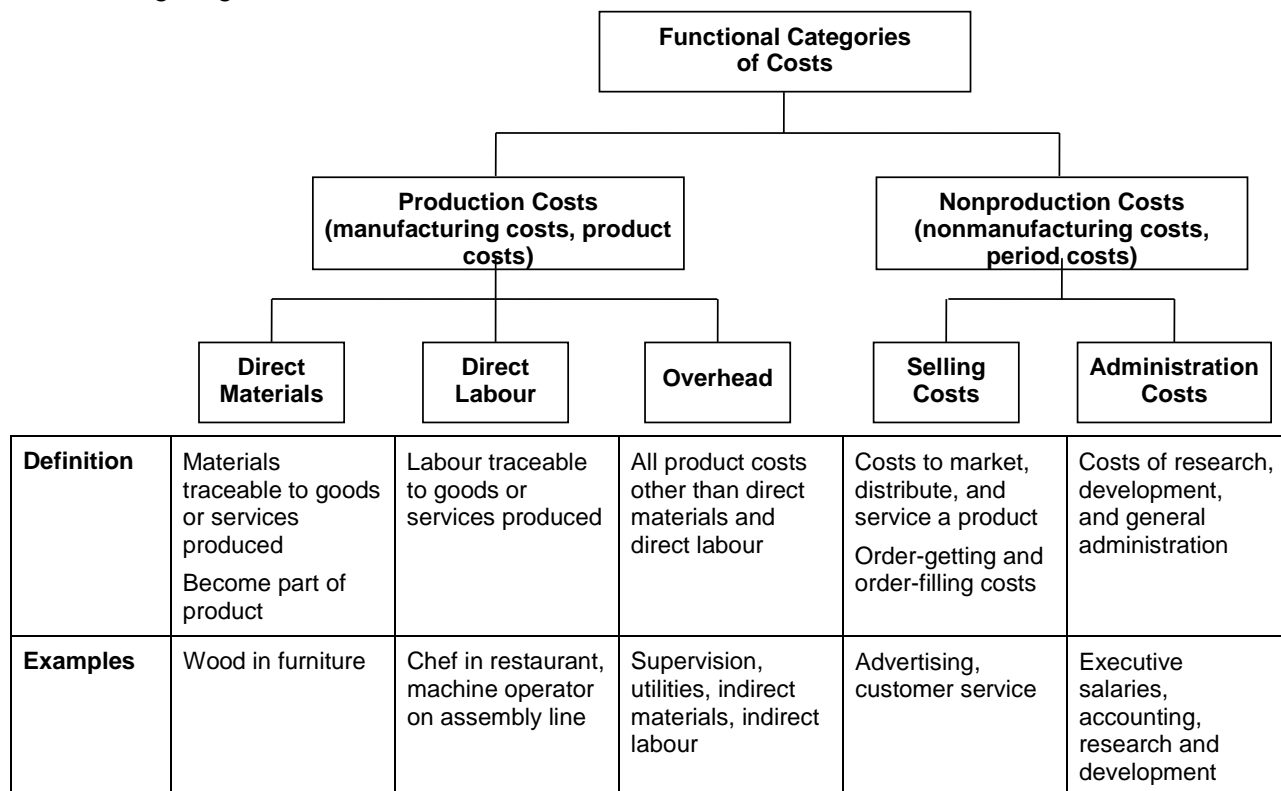 Functional Categories
of Costs
Production Costs
(manufacturing costs, product
costs)
Nonproduction Costs
(nonmanufacturing costs,
period costs)
Direct
Materials
Direct
Labour
Overhead
Selling
Costs
Administration
Costs
Definition
Materials
traceable to goods
or services
produced
Become part of
product
Labour traceable
to goods or
services produced
All product costs
other than direct
materials and
direct labour
Costs to market,
distribute, and
service a product
Order-getting and
order-filling costs
Costs of research,
development,
and general
administration
Examples
Wood in furniture
Chef in restaurant,
machine operator
on assembly line
Supervision,
utilities, indirect
materials, indirect
labour
Advertising,
customer service
Executive
salaries,
accounting,
research and
development